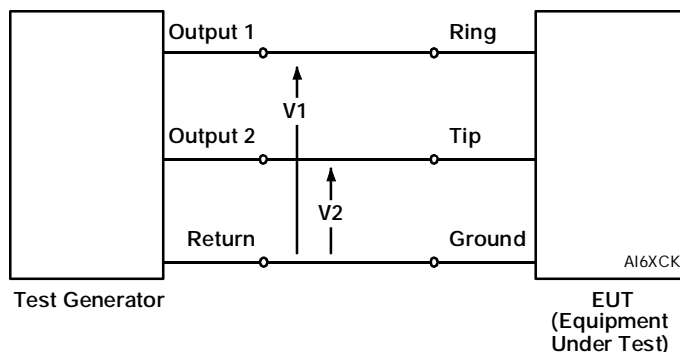 Output 1
Ring
V1
Output 2
Tip
V2
Return
Ground
AI6XCK
Test Generator
EUT
(Equipment
Under Test)